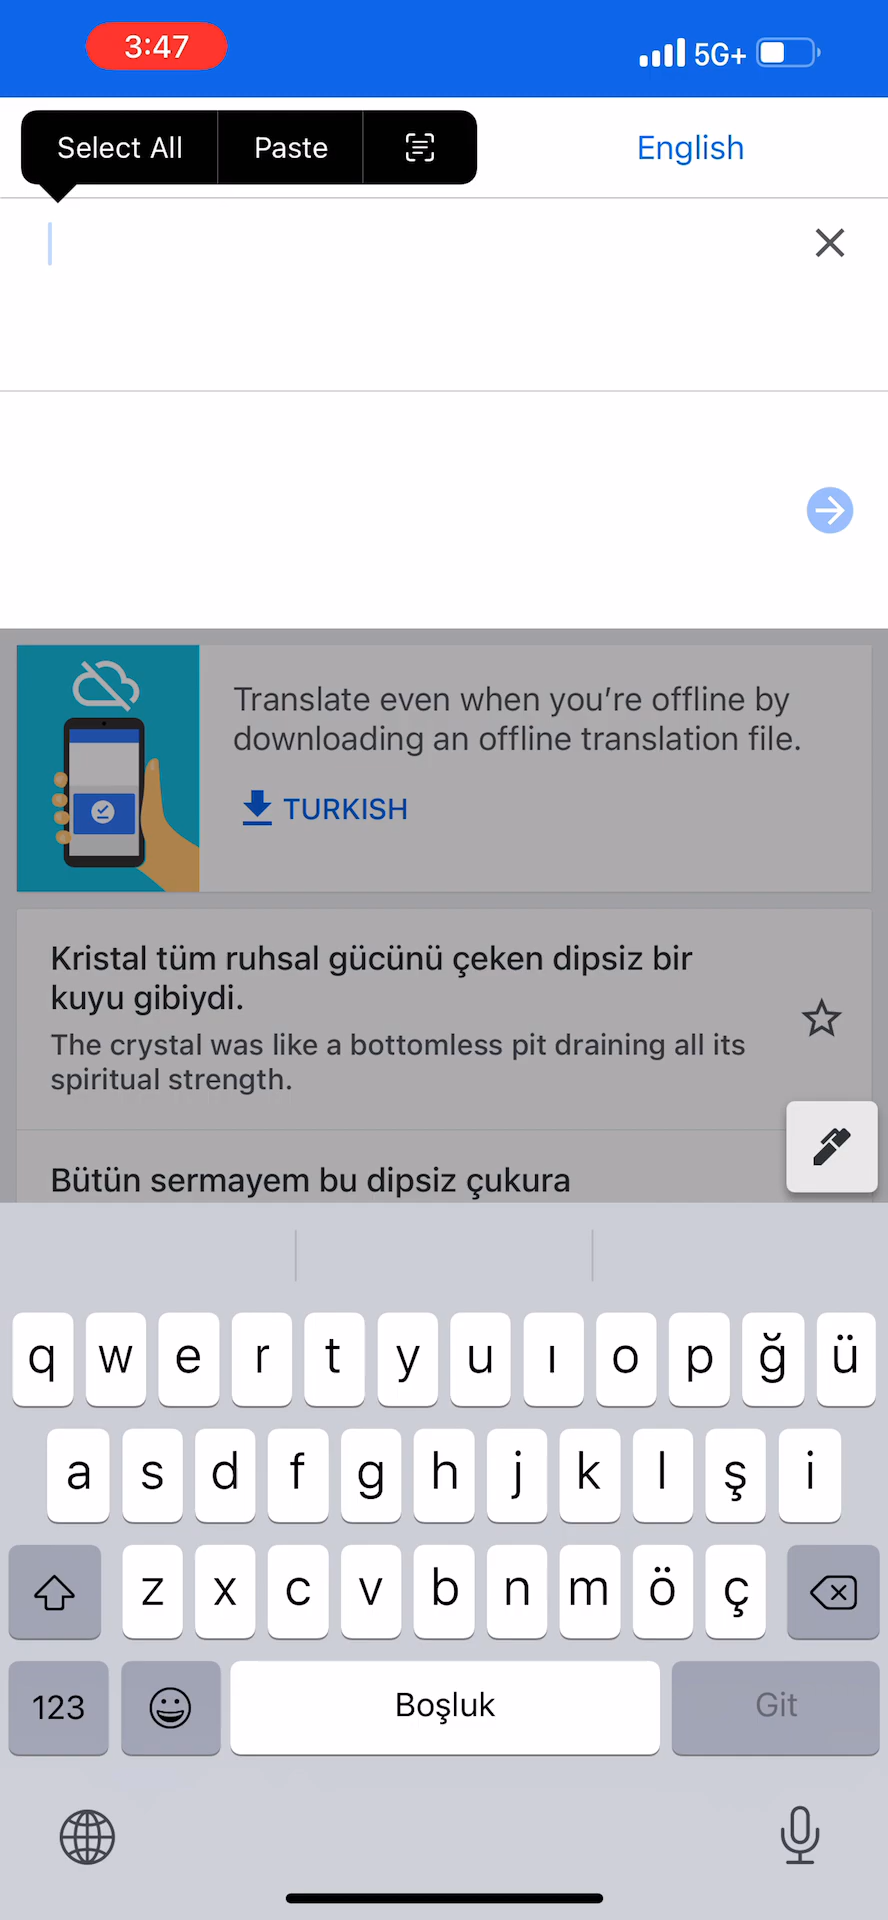 3:47
5G+
Select All
Paste
English
Translate even when you're offline by
downloading an offline translation file.
TURKISH
Kristal tüm ruhsal gücünü çeken dipsiz bir
kuyu gibiydi.
The crystal was like a bottomless pit draining all its
spiritual strength.
Bütün sermayem bu dipsiz çukura
q w e r t y u ı o p ğ ü
a s d f g h j k l ş i
z x c v b n m ö ç
123
Boşluk
Git